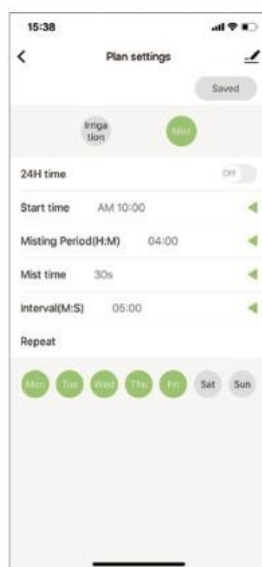 15:38
Plan settings
Saved
Irriga
tion
Mist
24H time
Off
Start time AM 10:00
Misting Period(H:M) 04:00
Mist time 30s
Interval(M:S) 05:00
Repeat
Mon Tue Wed Thu Fri Sat Sun